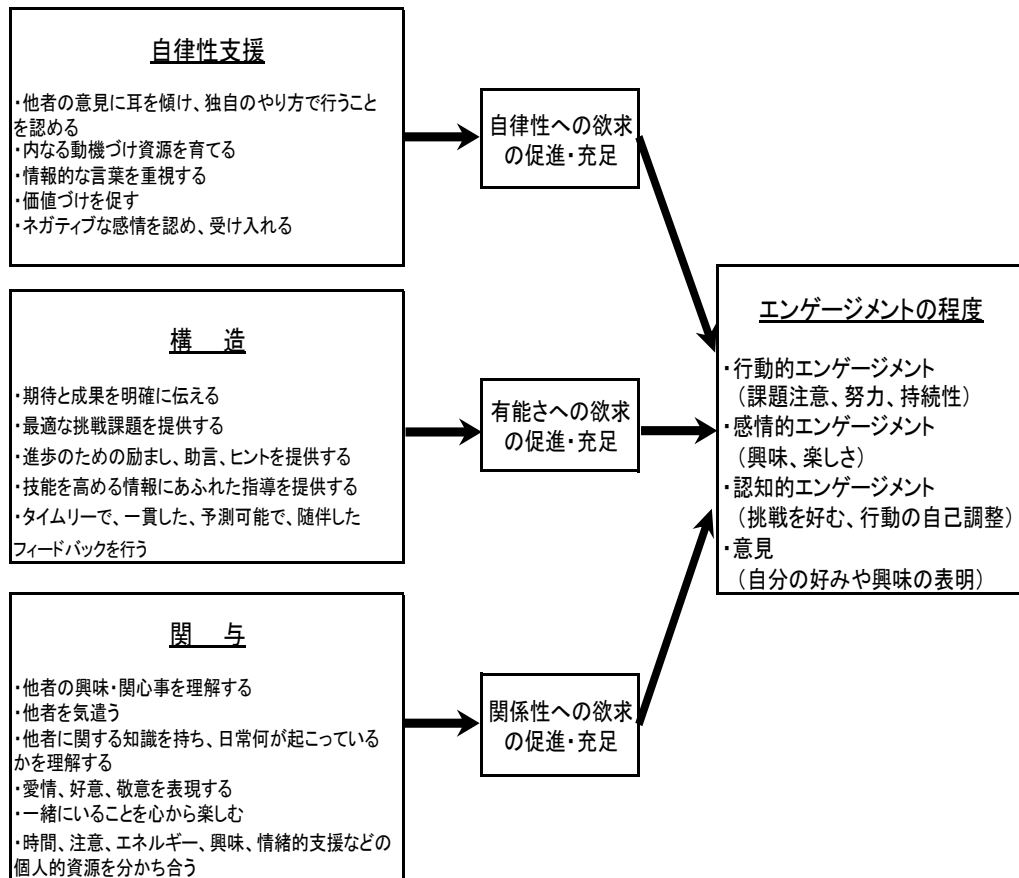 自律性支援
・他者の意見に耳を傾け、独自のやり方で行うこと
を認める
・内なる動機づけ資源を育てる
・情報的な言葉を重視する
・価値づけを促す
・ネガティブな感情を認め、受け入れる
自律性への欲求
の促進・充足
構　造
・期待と成果を明確に伝える
・最適な挑戦課題を提供する
・進歩のための励まし、助言、ヒントを提供する
・技能を高める情報にあふれた指導を提供する
・タイムリーで、一貫した、予測可能で、随伴した
フィードバックを行う
有能さへの欲求
の促進・充足
関　与
・他者の興味・関心事を理解する
・他者を気遣う
・他者に関する知識を持ち、日常何が起こっている
かを理解する
・愛情、好意、敬意を表現する
・一緒にいることを心から楽しむ
・時間、注意、エネルギー、興味、情緒的支援などの
個人的資源を分かち合う
関係性への欲求
の促進・充足
エンゲージメントの程度
・行動的エンゲージメント
（課題注意、努力、持続性）
・感情的エンゲージメント
（興味、楽しさ）
・認知的エンゲージメント
（挑戦を好む、行動の自己調整）
・意見
（自分の好みや興味の表明）